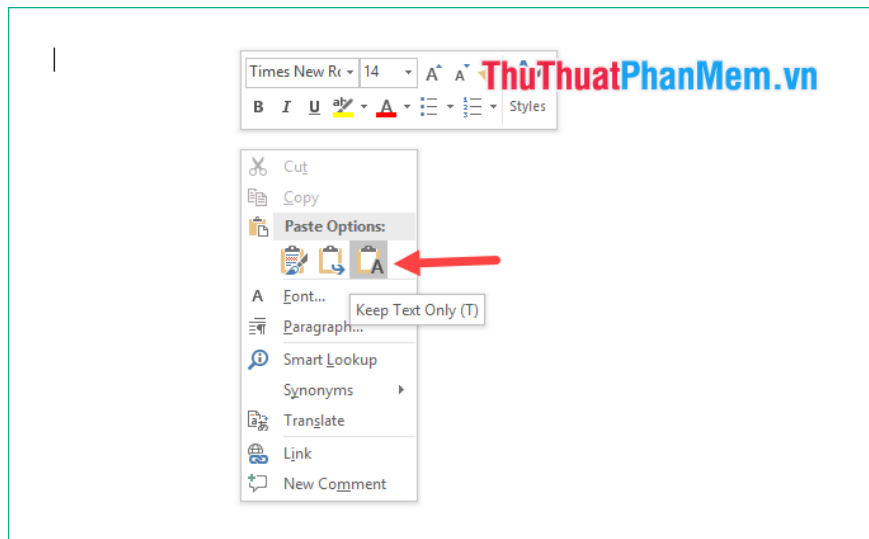 Times New Ro
14
ThuThuatPhanMem.vn
B I U ab A Styles
Cut
Copy
Paste Options:
Font...
Keep Text Only (T)
Paragraph...
Smart Lookup
Synonyms
Translate
Link
New Comment